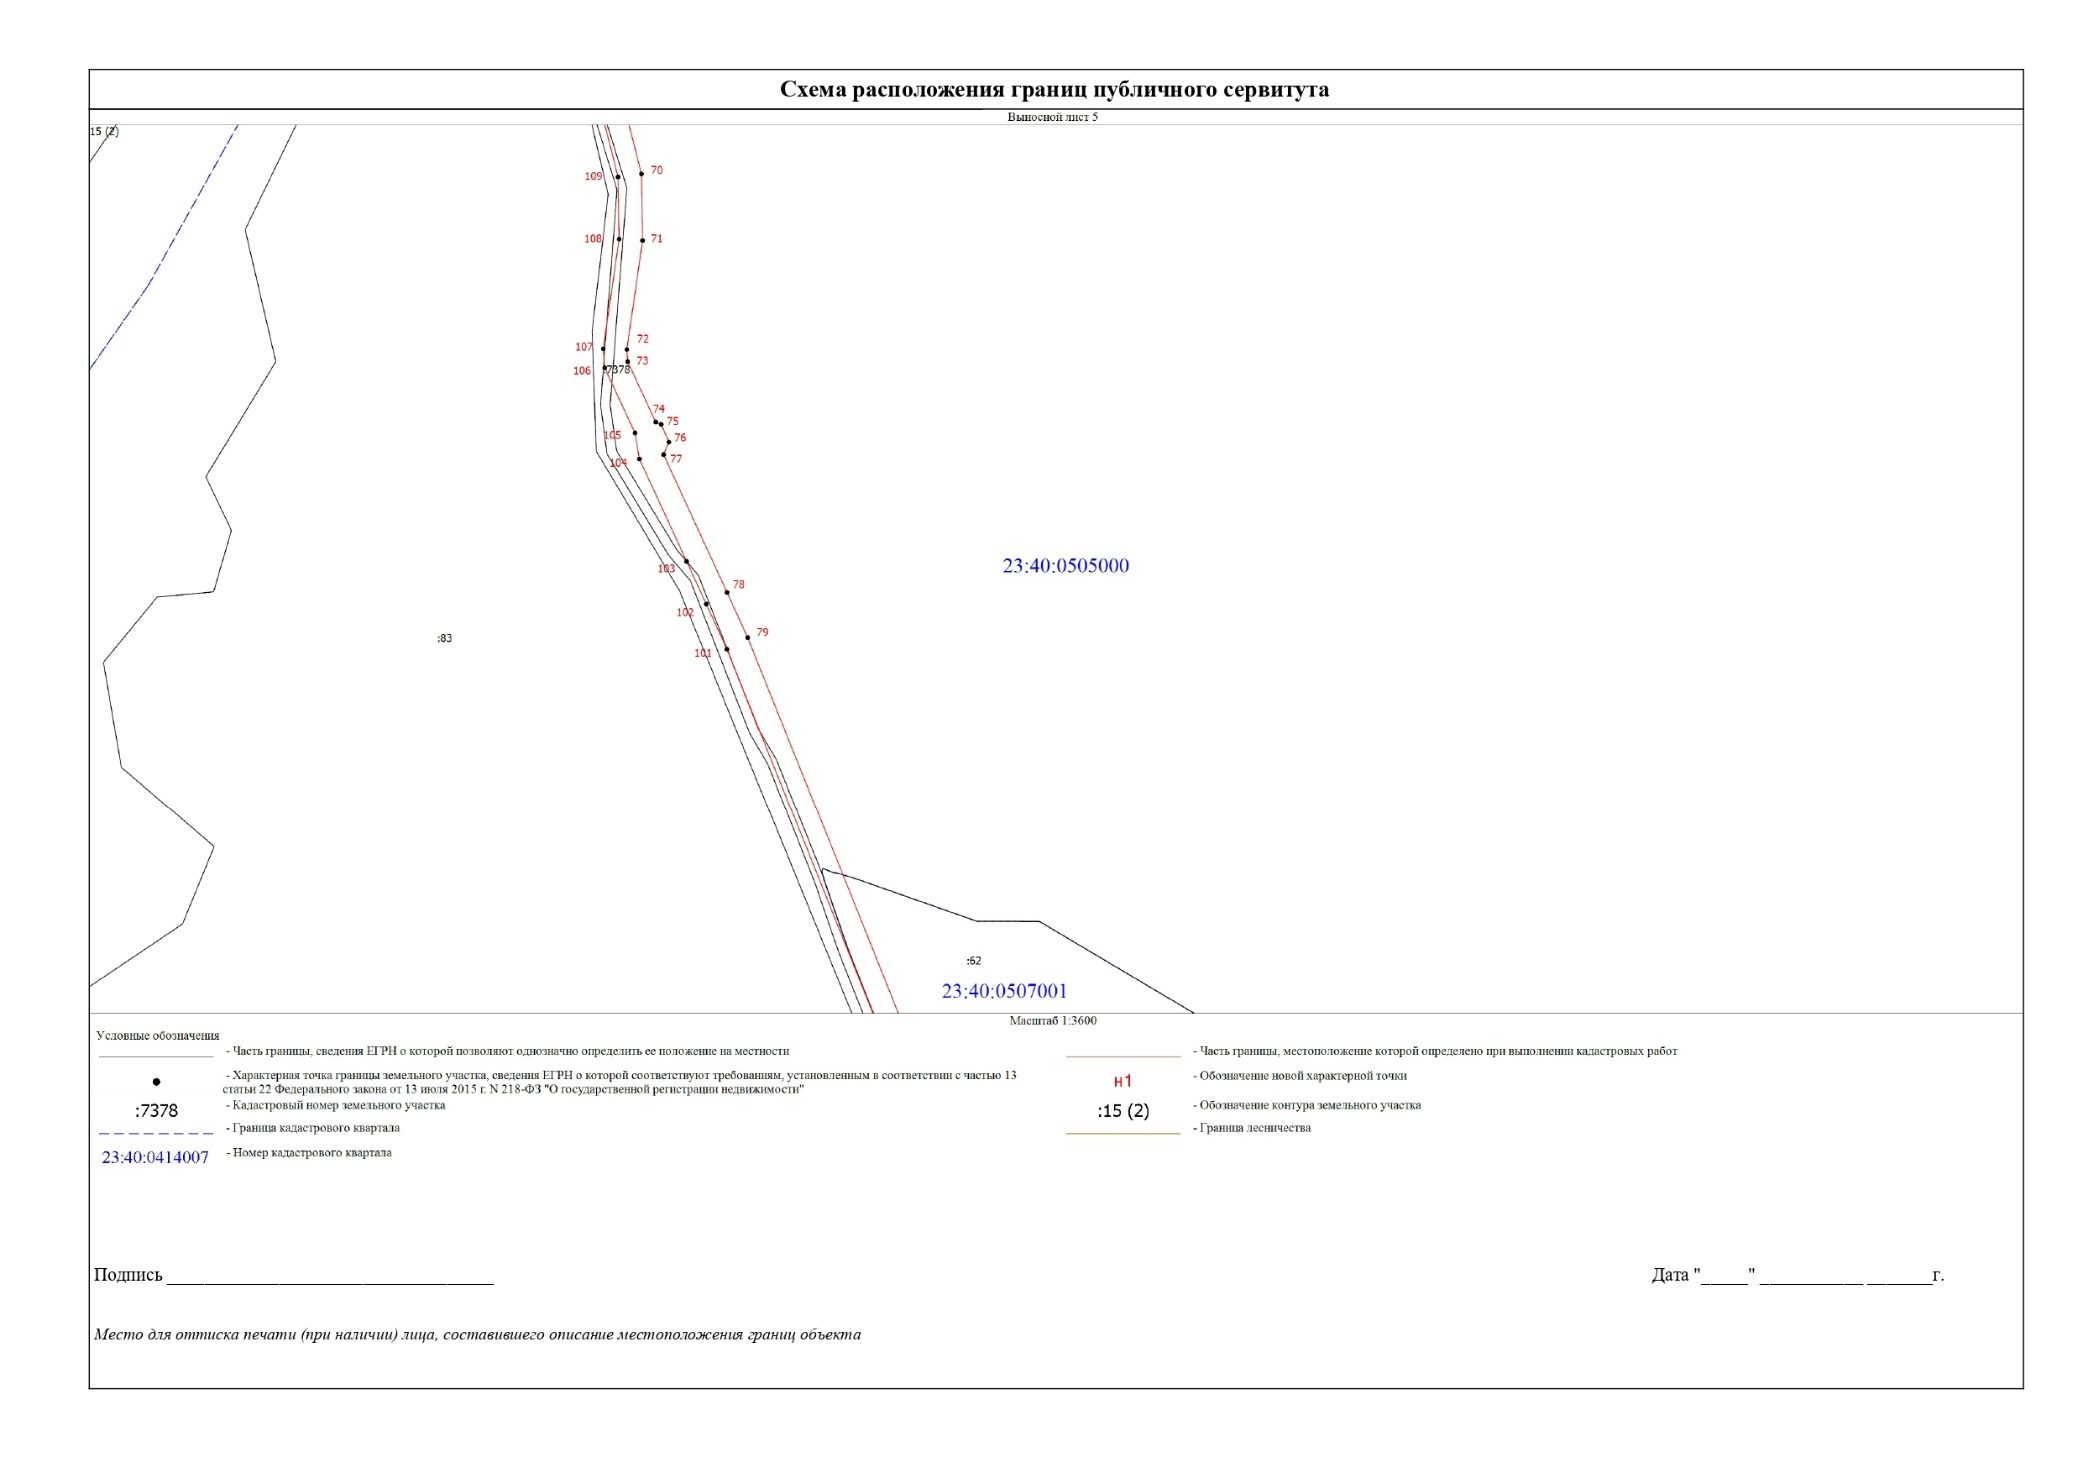 Схема расположения границ публичного сервитута
Выносной лист 5
15 (2)
109
70
108
71
72
107
73
106
:7378
74
75
105
76
104
77
23:40:0505000
103
78
102
79
:83
101
:62
23:40:0507001
Масштаб 1:3600
Условные обозначения
- Часть границы, сведения ЕГРН о которой позволяют однозначно определить ее положение на местности
- Часть границы, местоположение которой определено при выполнении кадастровых работ
- Характерная точка границы земельного участка, сведения ЕГРН о которой соответствуют требованиям, установленным в соответствии с частью 13
статьи 22 Федерального закона от 13 июля 2015 г. N 218-ФЗ "О государственной регистрации недвижимости"
н1 - Обозначение новой характерной точки
:7378 - Кадастровый номер земельного участка
:15 (2) - Обозначение контура земельного участка
- Граница кадастрового квартала
- Граница лесничества
23:40:0414007 - Номер кадастрового квартала
Подпись ___________________________________
Дата "_____" ___________ _______г.
Место для оттиска печати (при наличии) лица, составившего описание местоположения границ объекта